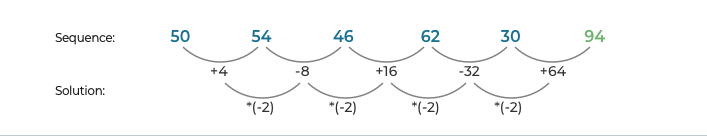 Sequence: 50 54 46 62 30 94
+4 -8 +16 -32 +64
Solution:
*(-2) *(-2) *(-2) *(-2)